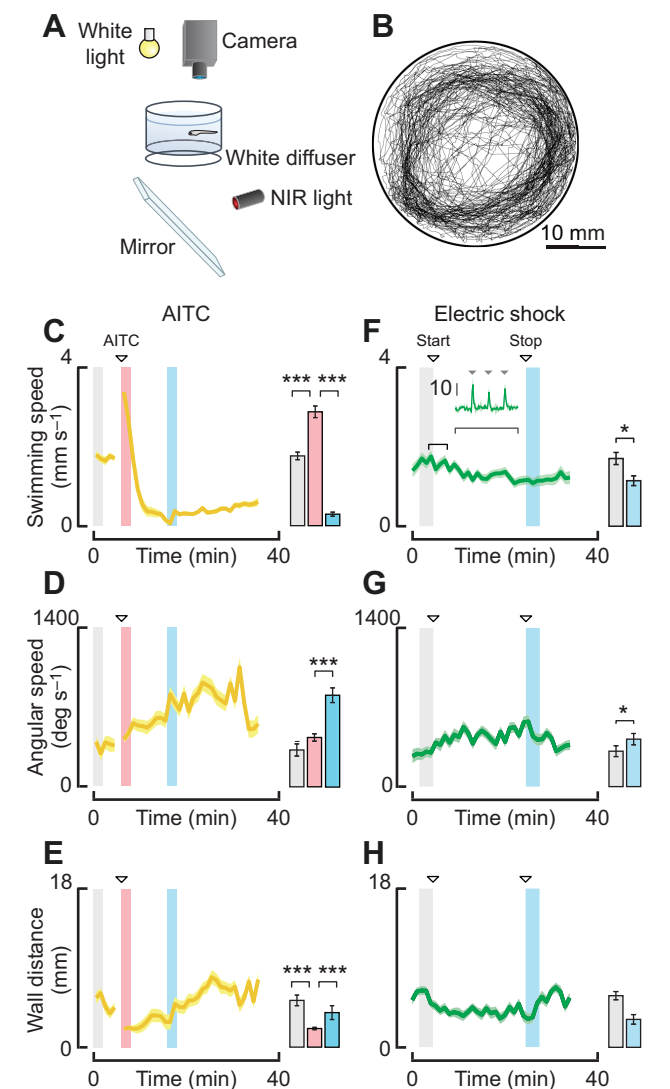 A
White
light
Camera
White diffuser
NIR light
Mirror
B
10 mm
AITC
C
AITC
4
0
Swimming speed
(mm s–1)
*** ***
0 Time (min) 40
Electric shock
F
Start Stop
4
10
0
*
0 Time (min) 40
D
1400
0
Angular speed
(deg s–1)
***
0 Time (min) 40
G
1400
0
*
0 Time (min) 40
E
18
0
Wall distance
(mm)
*** ***
0 Time (min) 40
H
18
0
0 Time (min) 40